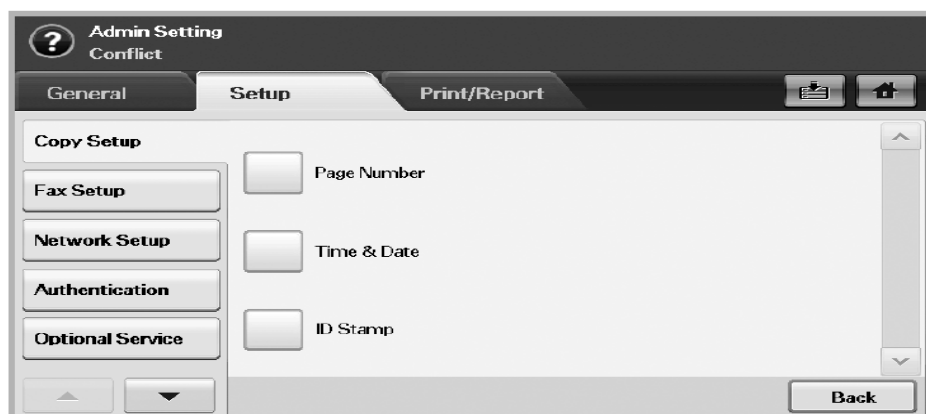 Admin Setting
Conflict
General
Setup
Print/Report
Copy Setup
Fax Setup
Network Setup
Authentication
Optional Service
Page Number
Time & Date
ID Stamp
Back